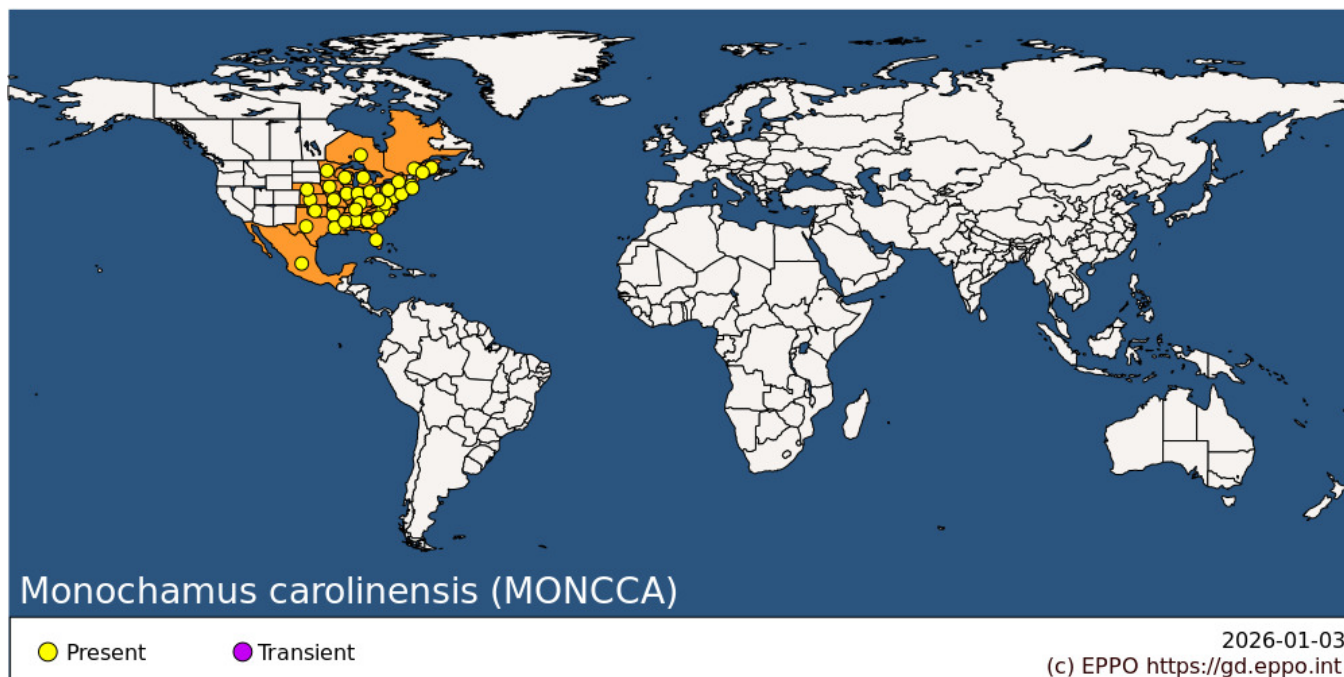 Monochamus carolinensis (MONCCA)
Present
Transient
2026-01-03
(c) EPPO https://gd.eppo.int